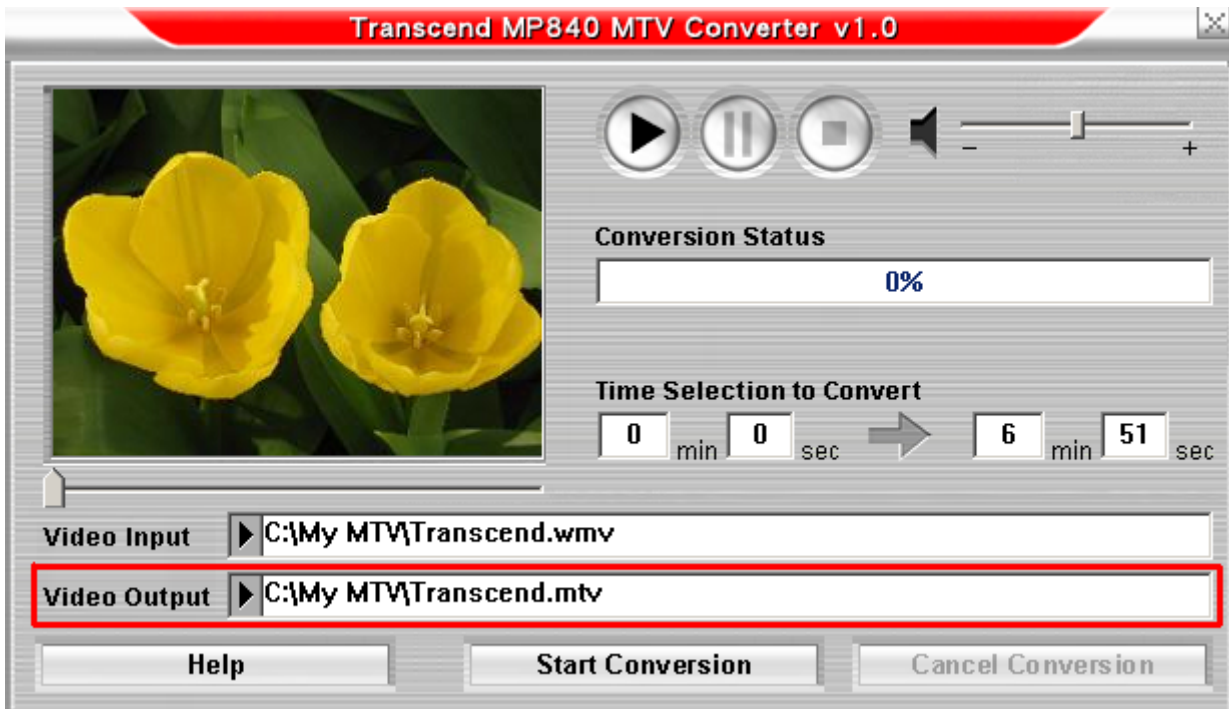 Transcend MP840 MTV Converter v1.0
- +
Conversion Status
0%
Time Selection to Convert
0 min 0 sec 6 min 51 sec
Video Input C:\My MTV\Transcend.wmv
Video Output C:\My MTV\Transcend.mtv
Help Start Conversion Cancel Conversion